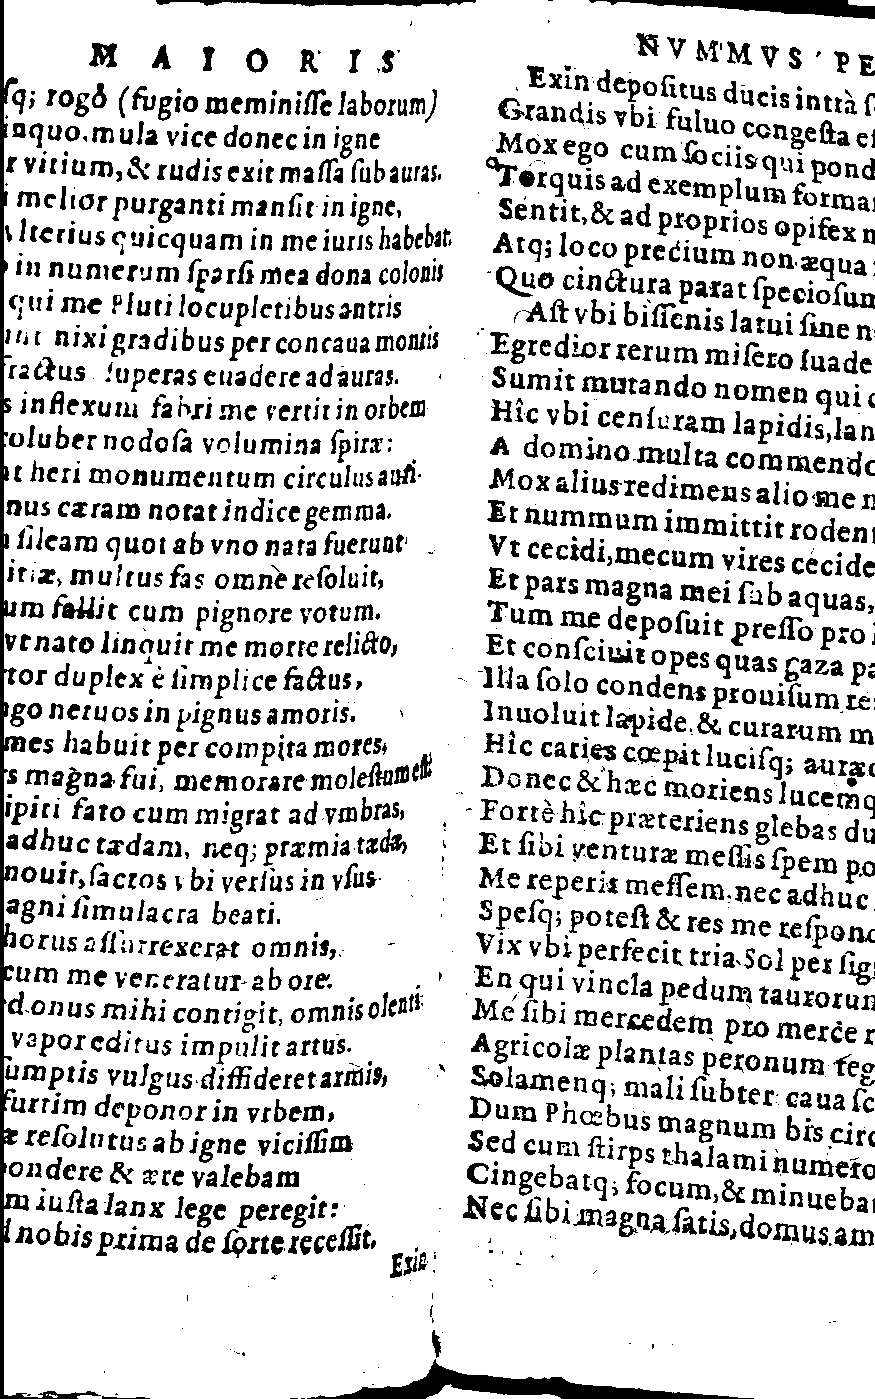 MAIORIS
ſq; rogô (fugio meminiſſe laborum)
inquo mula vice donec in igne
r vitium, & rudis exit maſſa ſub auras.
i melior purganti manſit in igne,
Alterius quicquam in me iuris habebat,
in numerum ſparſi mea dona colonis
qui me Pluti locupletibus antris
nixi gradibus per concaua montis
fractus ſuperas euadere ad auras.
s inflexum fabri me vertit in orbem
coluber nodoſa volumina ſpiræ:
at heri monumentum circulus auſi
nus cæram notat indice gemma.
ſileam quot ab vno nata fuerunt
itiæ, multus fas omne reſoluit,
um fallit cum pignore votum.
venato linquit me morte relicto,
tor duplex è ſimplice factus,
ago neruos in pignus amoris.
mes habuit per compita mores,
s magna fui, memorare moleſtum eſt:
ipiti fato cum migrat ad vmbras,
adhuc tædam, neq; præmia tædæ,
nouit, ſacros vbi verſus in vſus
agni ſimulacra beati.
horus aſſurrexerat omnis,
cum me veneratur ab ore.
donus mihi contigit, omnis olenti
vapor editus impulit artus.
ſumptis vulgus diffideret armis,
furtim deponor in vrbem,
æ reſolutus ab igne viciſſim
pondere & ære valebam
m iuſta lanx lege peregit:
nobis prima de ſorte receſſit.
Exin
NVMMVS PE
Exin depoſitus ducis intrà ſ
Grandis vbi fuluo congeſta eſ
Mox ego cum ſociis qui pond
Torquis ad exemplum forma
Sentit, & ad proprios opifex m
Atq; loco precium non æqua
Quo cinctura parat ſpecioſum
Aſt vbi biſſenis latui ſine n
Egredior rerum miſero ſuade
Sumit mutando nomen qui c
Hîc vbi cenſuram lapidis, lan
A domino multa commendo
Mox alius redimens alio me m
Et nummum immittit rodent
Vt cecidi, mecum vires cecide
Et pars magna mei ſub aquas,
Tum me depoſuit preſſo pro
Et conſciuit opes quas gaza pa
Illa ſolo condens prouiſum re
Inuoluit lapide, & curarum m
Hîc caries cœpit luciſq; auræq
Donec & hæc moriens lucemq
Fortè hîc præteriens glebas du
Et ſibi venturæ meſſis ſpem po
Me reperit meſſem, nec adhuc
Speſq; poteſt & res me reſpond
Vix vbi perfecit tria Sol per ſig
En qui vincla pedum taurorum
Me ſibi mercedem pro merce r
Agricolæ plantas peronum teg
Solamenq; mali ſubter caua ſc
Dum Phœbus magnum bis circ
Sed cum ſtirps thalami numero
Cingebatq; focum, & minuebat
Nec ſibi magna ſatis, domus am